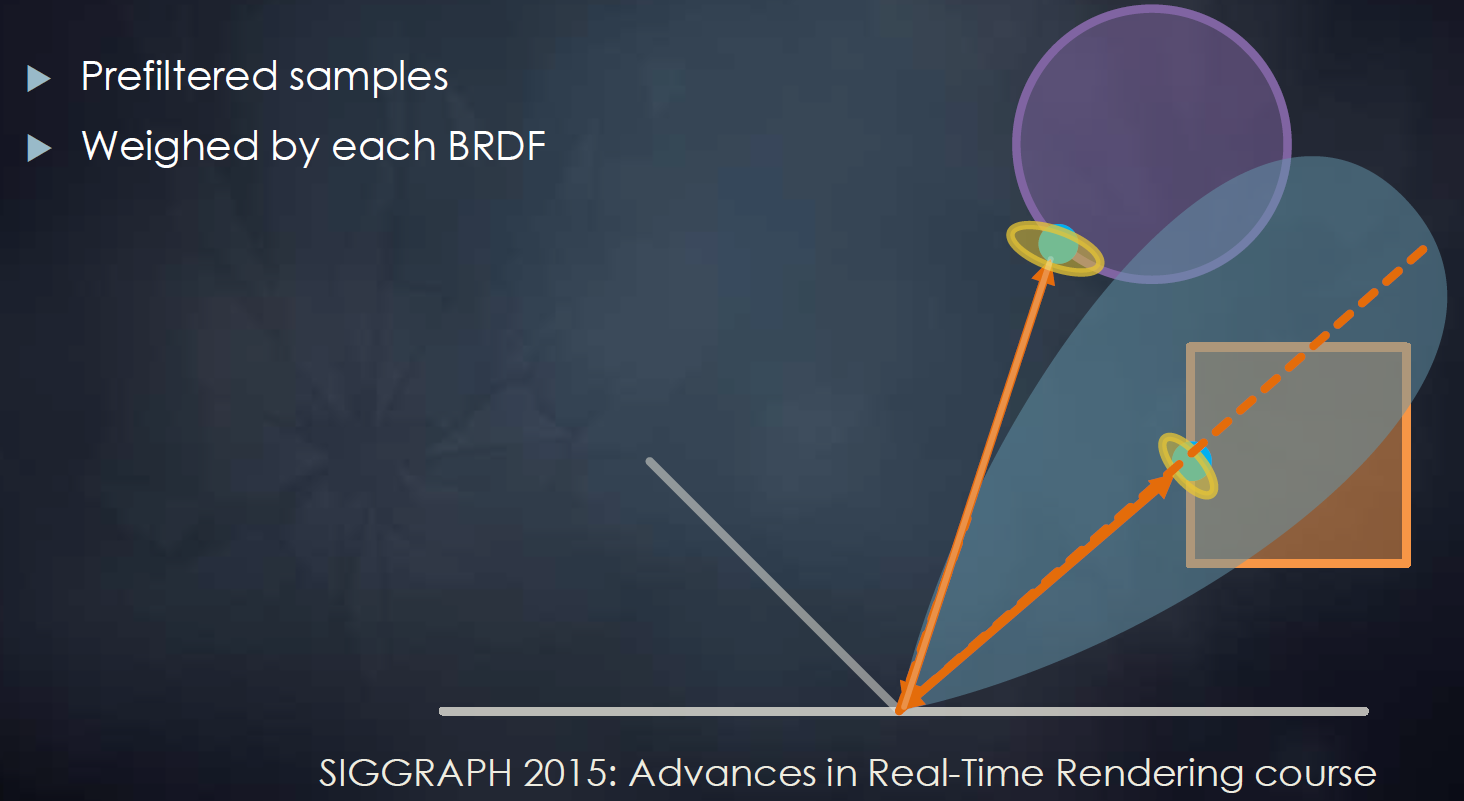 Prefiltered samples
Weighed by each BRDF
SIGGRAPH 2015: Advances in Real-Time Rendering course